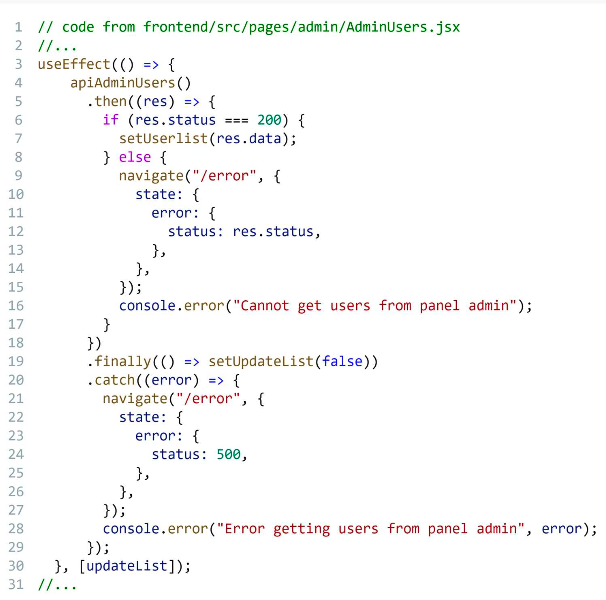 1 // code from frontend/src/pages/admin/AdminUsers.jsx
2 //...
3 useEffect(() => {
4     apiAdminUsers()
5       .then((res) => {
6         if (res.status === 200) {
7           setUserlist(res.data);
8         } else {
9           navigate("/error", {
10             state: {
11               error: {
12                 status: res.status,
13               },
14             },
15           });
16           console.error("Cannot get users from panel admin");
17         }
18       })
19       .finally(() => setUpdateList(false))
20       .catch((error) => {
21         navigate("/error", {
22           state: {
23             error: {
24               status: 500,
25             },
26           },
27         });
28         console.error("Error getting users from panel admin", error);
29       });
30   }, [updateList]);
31 //...